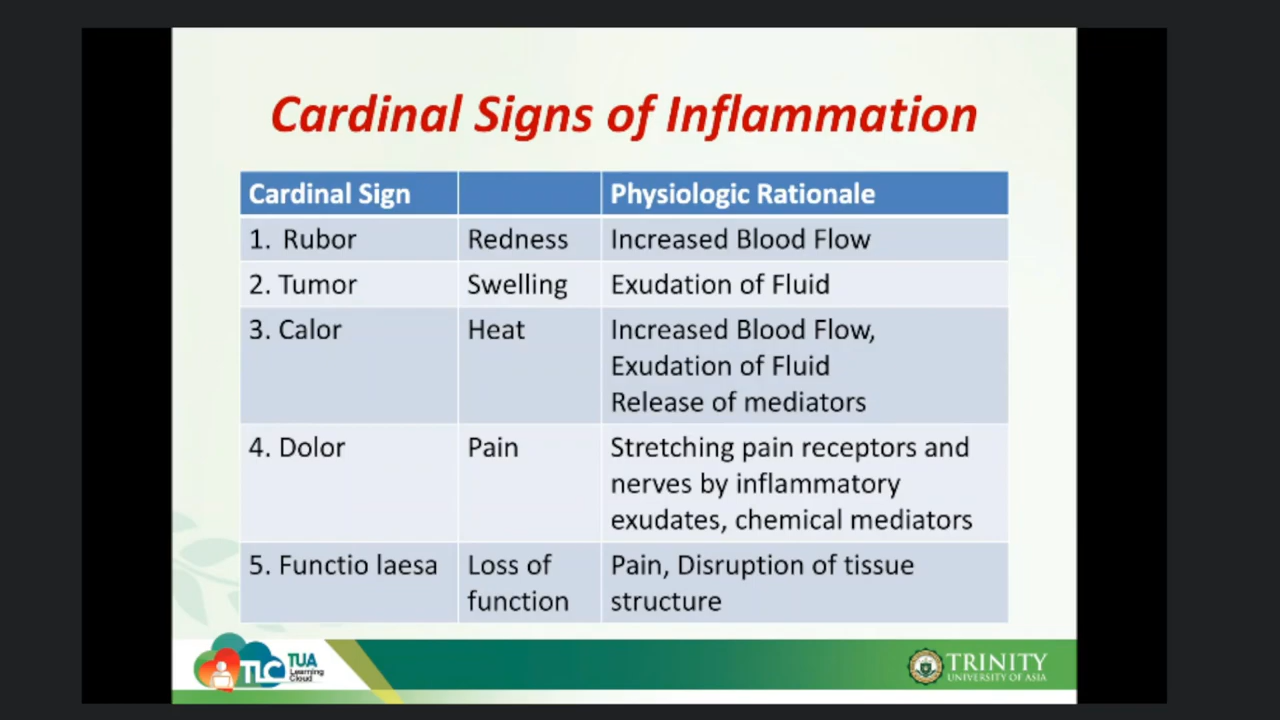 Cardinal Signs of Inflammation
Cardinal Sign
Physiologic Rationale
1. Rubor
Redness
Increased Blood Flow
2. Tumor
Swelling
Exudation of Fluid
3. Calor
Heat
Increased Blood Flow,
Exudation of Fluid
Release of mediators
4. Dolor
Pain
Stretching pain receptors and
nerves by inflammatory
exudates, chemical mediators
5. Functio laesa
Loss of
function
Pain, Disruption of tissue
structure
TLC
TUA
Learning
Cloud
TRINITY
UNIVERSITY OF ASIA